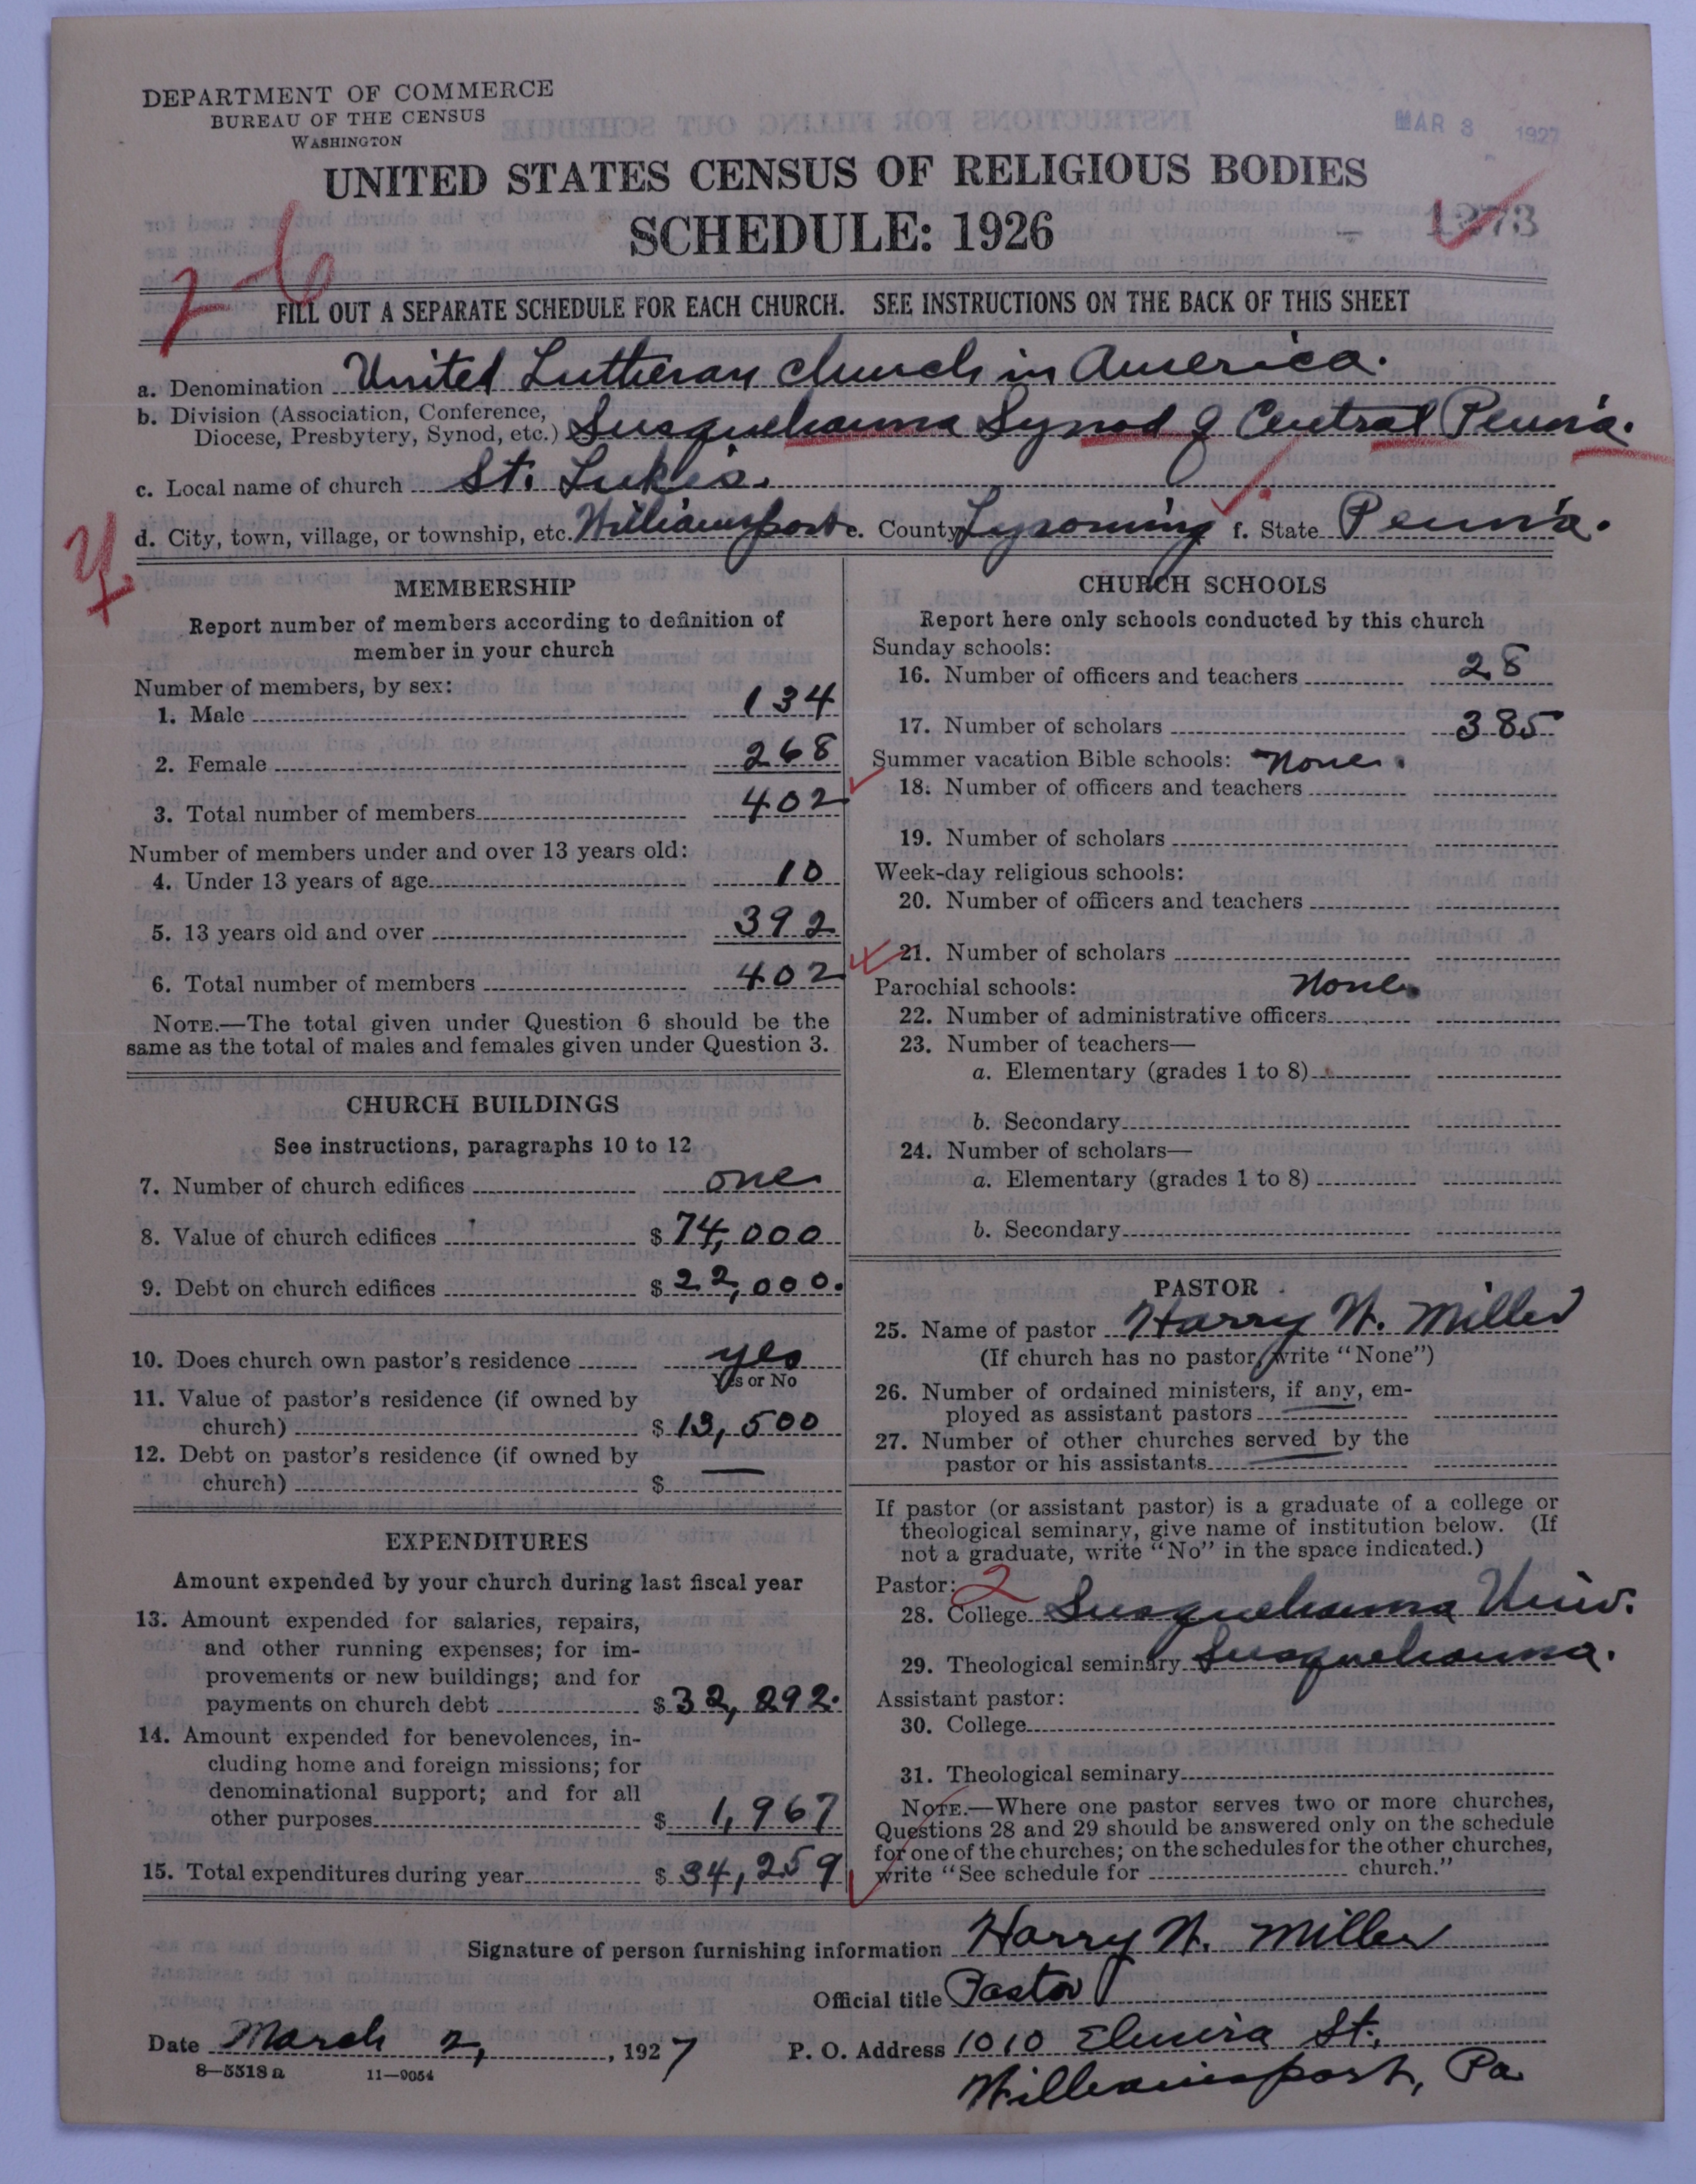 DEPARTMENT OF COMMERCE
BUREAU OF THE CENSUS
WASHINGTON
MAR 3 1927
UNITED STATES CENSUS OF RELIGIOUS BODIES
SCHEDULE: 1926
1273
2-6
FILL OUT A SEPARATE SCHEDULE FOR EACH CHURCH. SEE INSTRUCTIONS ON THE BACK OF THIS SHEET
a. Denomination United Lutheran church in America.
b. Division (Association, Conference, Diocese, Presbytery, Synod, etc.) Susquehanna Synod of Central Penna.
c. Local name of church St. Luke's.
d. City, town, village, or township, etc. Williamsport e. County Lycoming f. State Penn'a.
MEMBERSHIP
Report number of members according to definition of
member in your church
Number of members, by sex:
1. Male 134
2. Female 268
3. Total number of members 402
Number of members under and over 13 years old:
4. Under 13 years of age 10
5. 13 years old and over 392
6. Total number of members 402
NOTE.—The total given under Question 6 should be the
same as the total of males and females given under Question 3.
CHURCH BUILDINGS
See instructions, paragraphs 10 to 12
7. Number of church edifices one
8. Value of church edifices $ 74,000
9. Debt on church edifices $ 22,000.
10. Does church own pastor's residence yes
Yes or No
11. Value of pastor's residence (if owned by
church) $ 13,500
12. Debt on pastor's residence (if owned by
church) $ —
EXPENDITURES
Amount expended by your church during last fiscal year
13. Amount expended for salaries, repairs,
and other running expenses; for im-
provements or new buildings; and for
payments on church debt $ 32,292.
14. Amount expended for benevolences, in-
cluding home and foreign missions; for
denominational support; and for all
other purposes $ 1,967
15. Total expenditures during year $ 34,259
CHURCH SCHOOLS
Report here only schools conducted by this church
Sunday schools:
16. Number of officers and teachers 28
17. Number of scholars 385
Summer vacation Bible schools: None.
18. Number of officers and teachers
19. Number of scholars
Week-day religious schools:
20. Number of officers and teachers
21. Number of scholars
Parochial schools: None.
22. Number of administrative officers
23. Number of teachers—
a. Elementary (grades 1 to 8)
b. Secondary
24. Number of scholars—
a. Elementary (grades 1 to 8)
b. Secondary
PASTOR
25. Name of pastor Harry W. Miller
(If church has no pastor, write "None")
26. Number of ordained ministers, if any, em-
ployed as assistant pastors
27. Number of other churches served by the
pastor or his assistants
If pastor (or assistant pastor) is a graduate of a college or
theological seminary, give name of institution below. (If
not a graduate, write "No" in the space indicated.)
Pastor: 2
28. College Susquehanna Univ.
29. Theological seminary Susquehanna.
Assistant pastor:
30. College
31. Theological seminary
NOTE.—Where one pastor serves two or more churches,
Questions 28 and 29 should be answered only on the schedule
for one of the churches; on the schedules for the other churches,
write "See schedule for church."
Signature of person furnishing information Harry W. Miller
Official title Pastor
Date March 2, 1927
P. O. Address 1010 Elmira St.
Williamsport, Pa
8—5518 a 11—9054